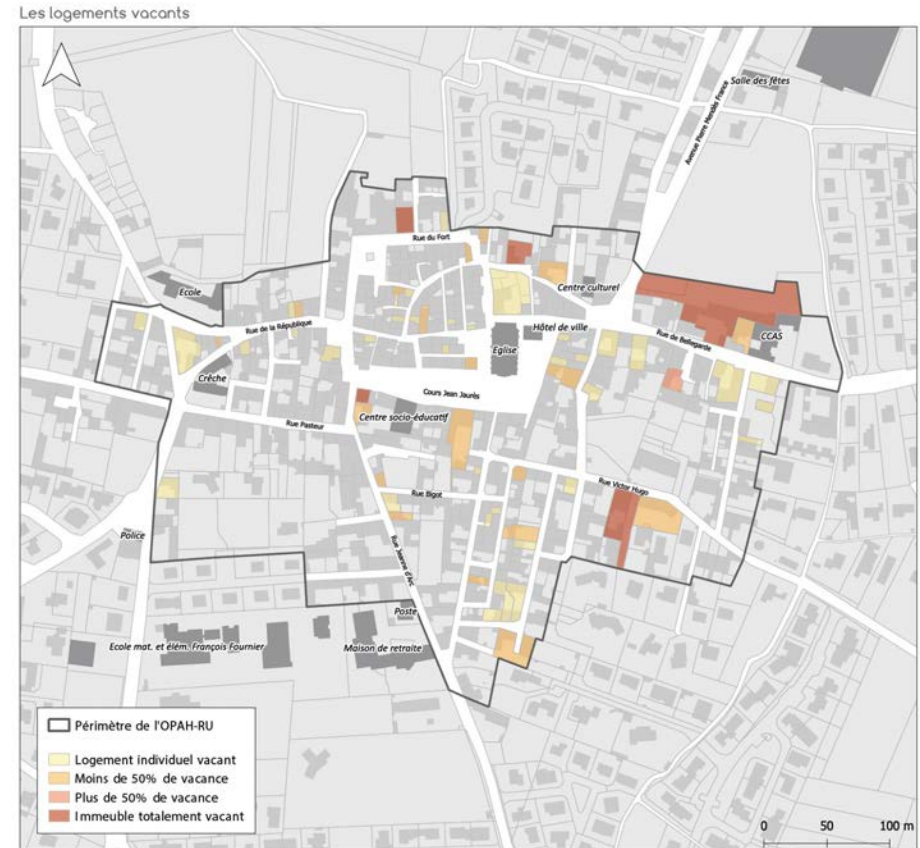 Les logements vacants
Salle des fêtes
Avenue Pierre Mendès France
Rue du Fort
Centre culturel
Ecole
Rue de la République
Hôtel de ville
Rue de Bellegarde
CCAS
Eglise
Crèche
Cours Jean Jaurès
Centre socio-éducatif
Rue Pasteur
Rue Victor Hugo
Rue Bigot
Police
Rue Jeanne d'Arc
Poste
Ecole mat. et élém. François Fournier
Maison de retraite
Périmètre de l'OPAH-RU
Logement individuel vacant
Moins de 50% de vacance
Plus de 50% de vacance
Immeuble totalement vacant
0 50 100 m